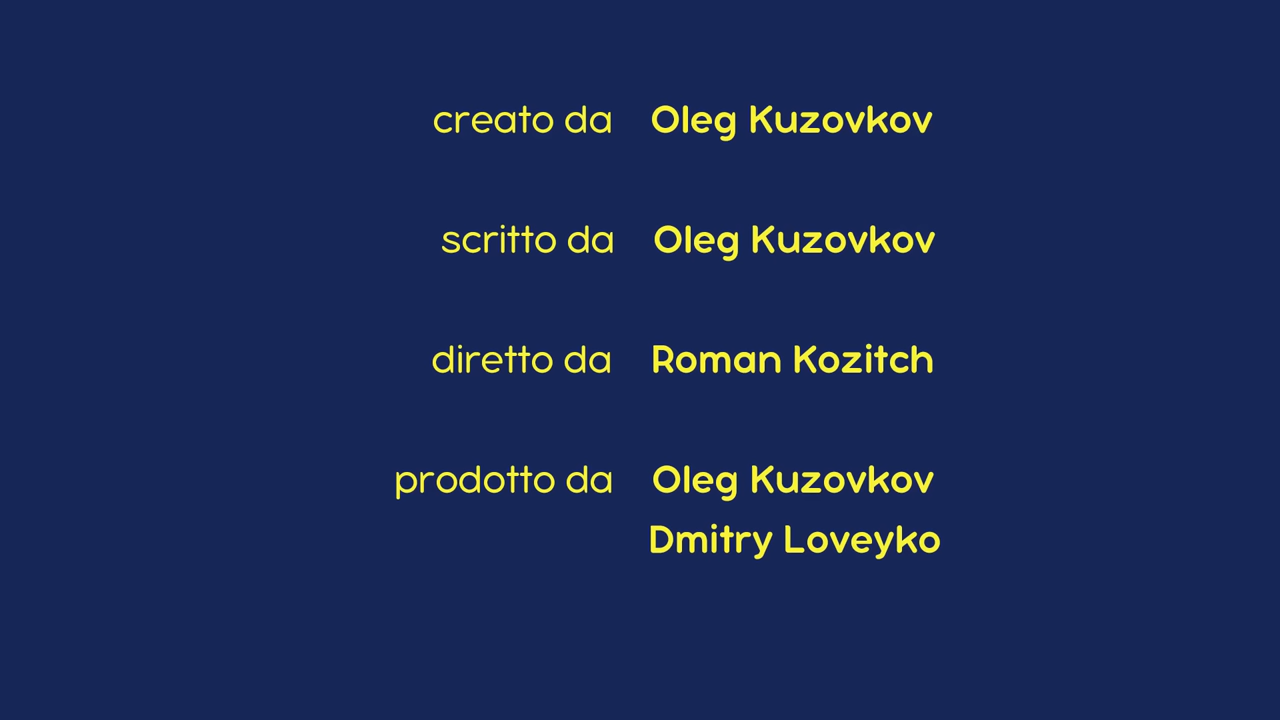 creato da Oleg Kuzovkov
scritto da Oleg Kuzovkov
diretto da Roman Kozitch
prodotto da Oleg Kuzovkov
Dmitry Loveyko